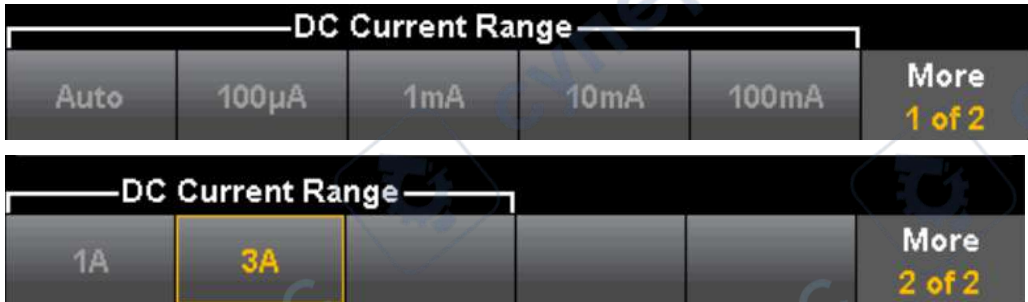 DC Current Range
Auto 100µA 1mA 10mA 100mA More
1 of 2
DC Current Range
1A 3A More
2 of 2